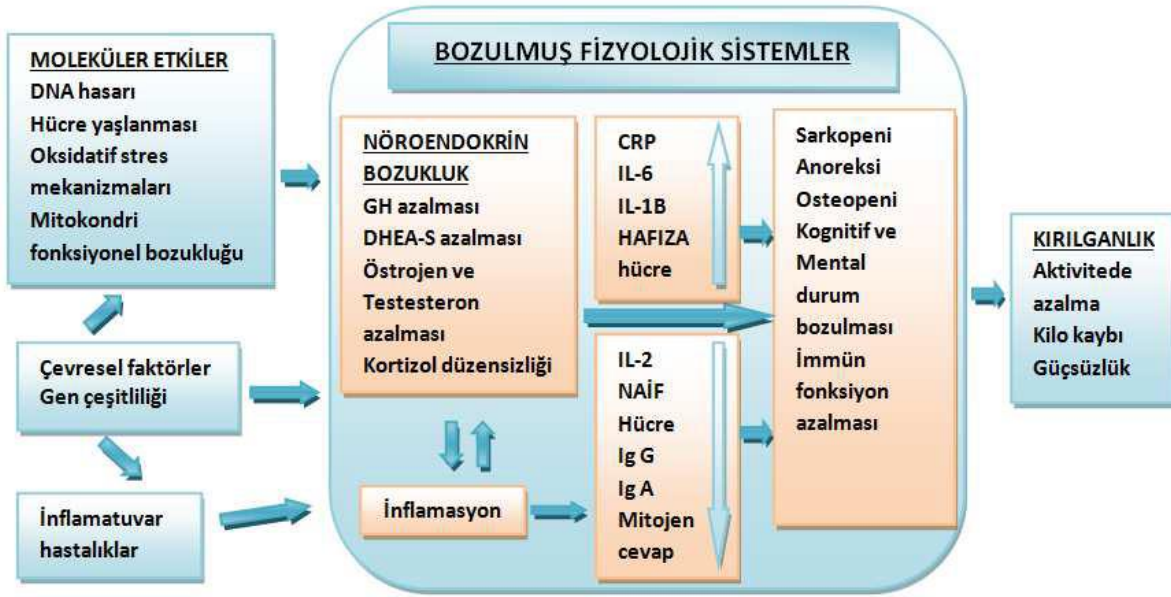 BOZULMUŞ FİZYOLOJİK SİSTEMLER
MOLEKÜLER ETKİLER
DNA hasarı
Hücre yaşlanması
Oksidatif stres
mekanizmaları
Mitokondri
fonksiyonel bozukluğu
Çevresel faktörler
Gen çeşitliliği
İnflamatuvar
hastalıklar
NÖROENDOKRİN
BOZUKLUK
GH azalması
DHEA-S azalması
Östrojen ve
Testesteron
azalması
Kortizol düzensizliği
İnflamasyon
CRP
IL-6
IL-1B
HAFIZA
hücre
IL-2
NAİF
Hücre
Ig G
Ig A
Mitojen
cevap
Sarkopeni
Anoreksi
Osteopeni
Kognitif ve
Mental
durum
bozulması
İmmün
fonksiyon
azalması
KIRILGANLIK
Aktivitede
azalma
Kilo kaybı
Güçsüzlük